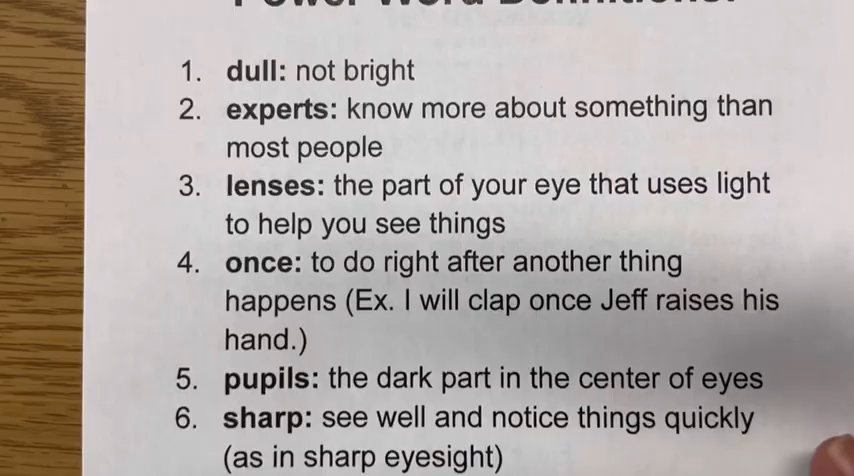 Power Word Definitions:
1. dull: not bright
2. experts: know more about something than
most people
3. lenses: the part of your eye that uses light
to help you see things
4. once: to do right after another thing
happens (Ex. I will clap once Jeff raises his
hand.)
5. pupils: the dark part in the center of eyes
6. sharp: see well and notice things quickly
(as in sharp eyesight)